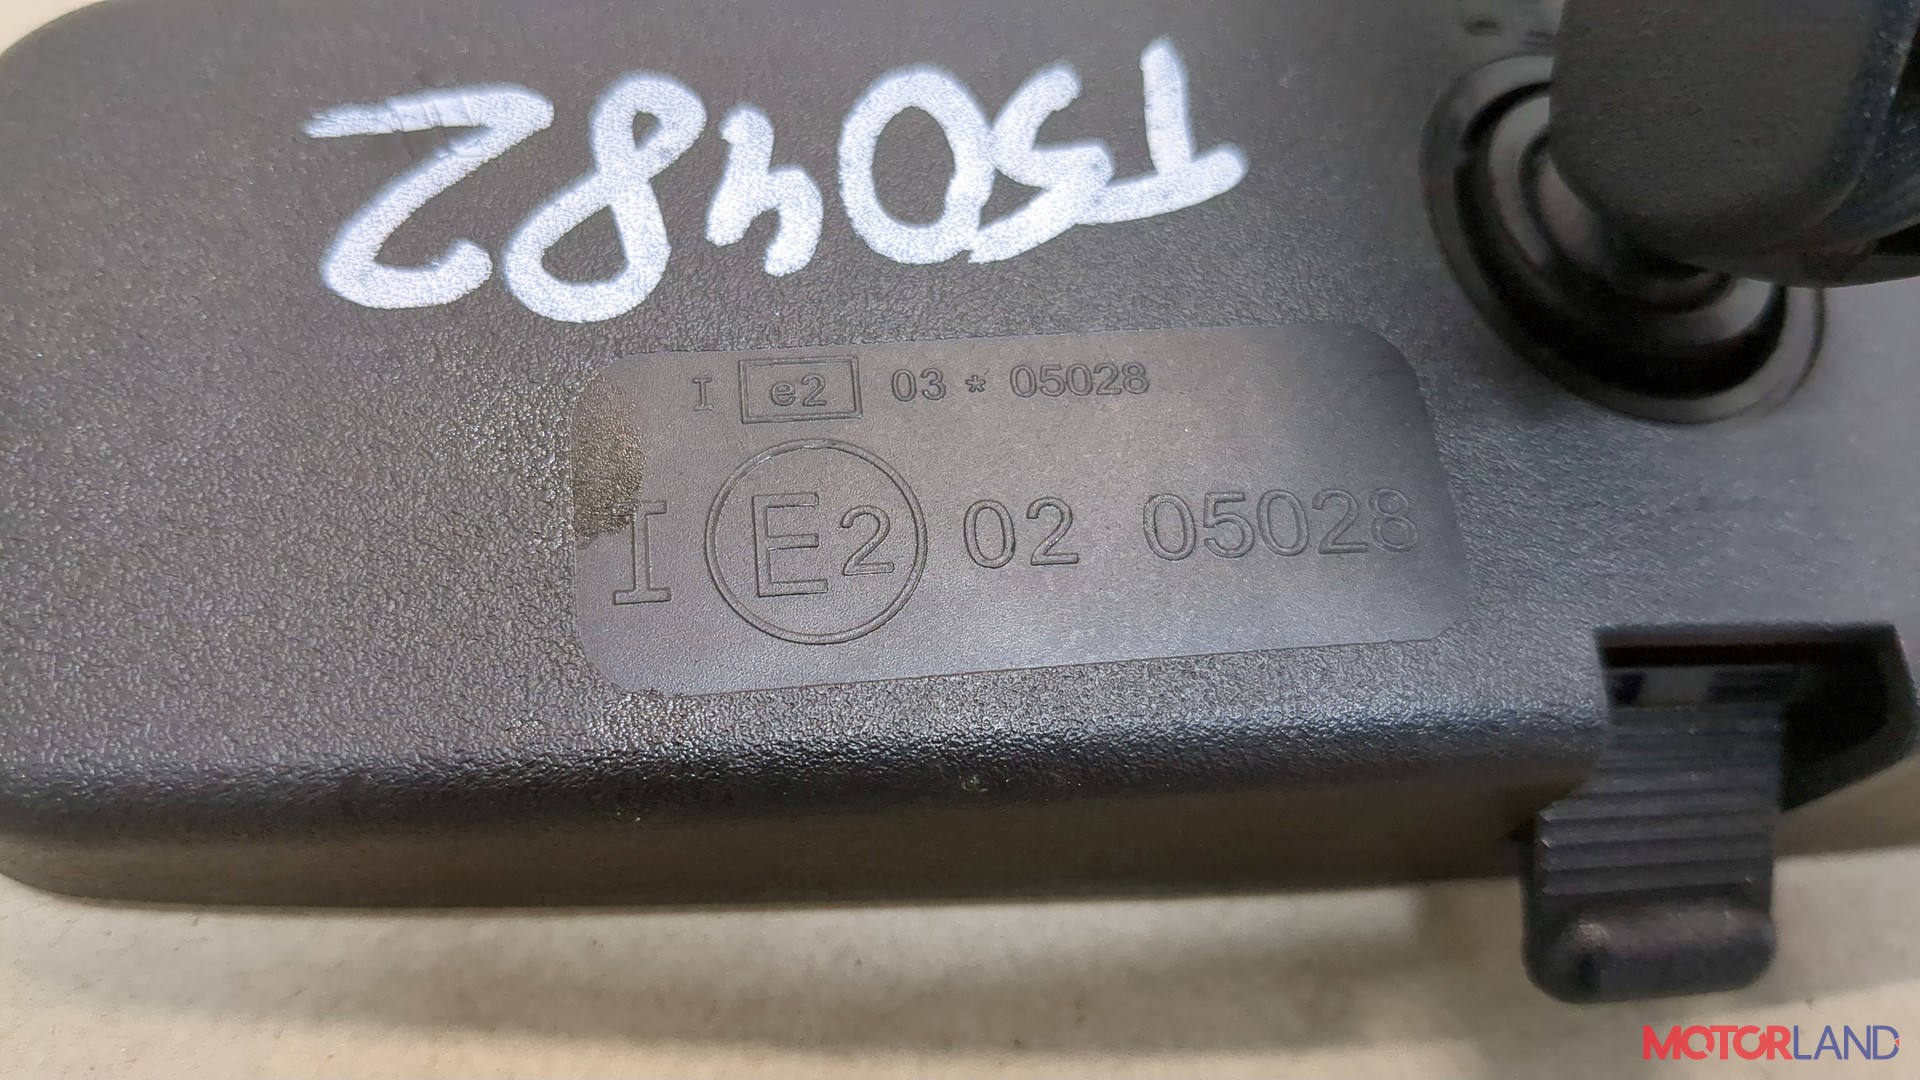 T50482
I e2 03 * 05028
I E2 02 05028
MOTORLAND